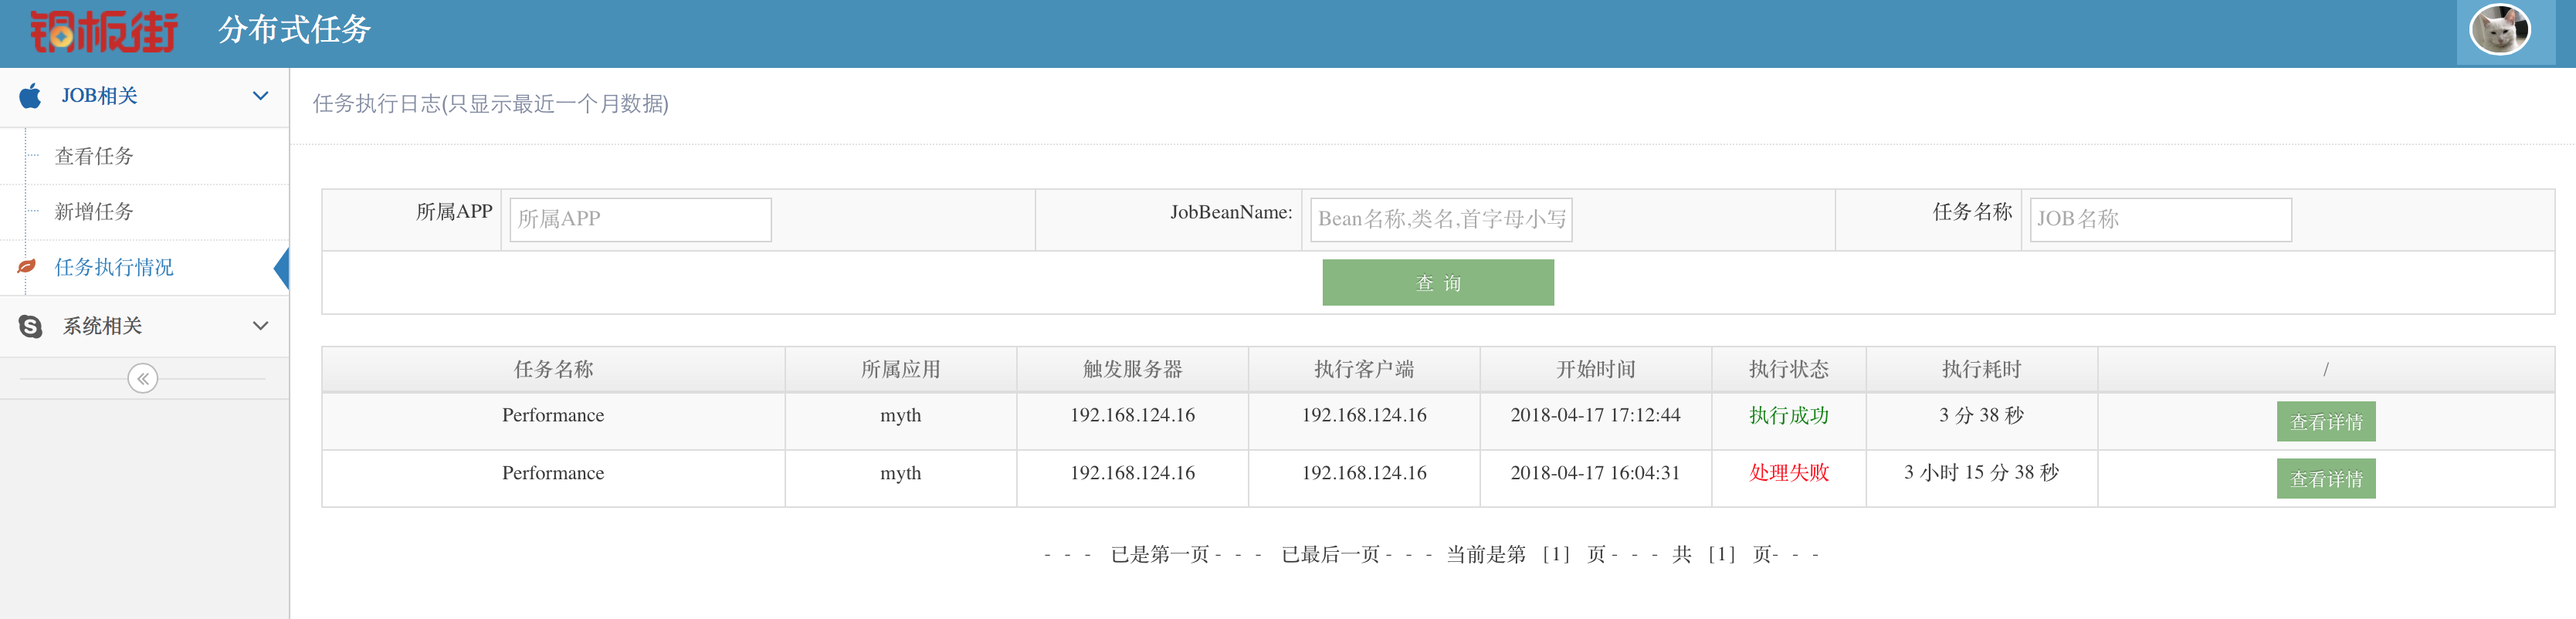 铜板街 分布式任务
JOB相关
查看任务
新增任务
任务执行情况
系统相关
任务执行日志(只显示最近一个月数据)
所属APP 所属APP JobBeanName: Bean名称,类名,首字母小写 任务名称 JOB名称
查 询
任务名称 所属应用 触发服务器 执行客户端 开始时间 执行状态 执行耗时 /
Performance myth 192.168.124.16 192.168.124.16 2018-04-17 17:12:44 执行成功 3 分 38 秒 查看详情
Performance myth 192.168.124.16 192.168.124.16 2018-04-17 16:04:31 处理失败 3 小时 15 分 38 秒 查看详情
- - - 已是第一页 - - - 已最后一页 - - - 当前是第 [1] 页 - - - 共 [1] 页- - -